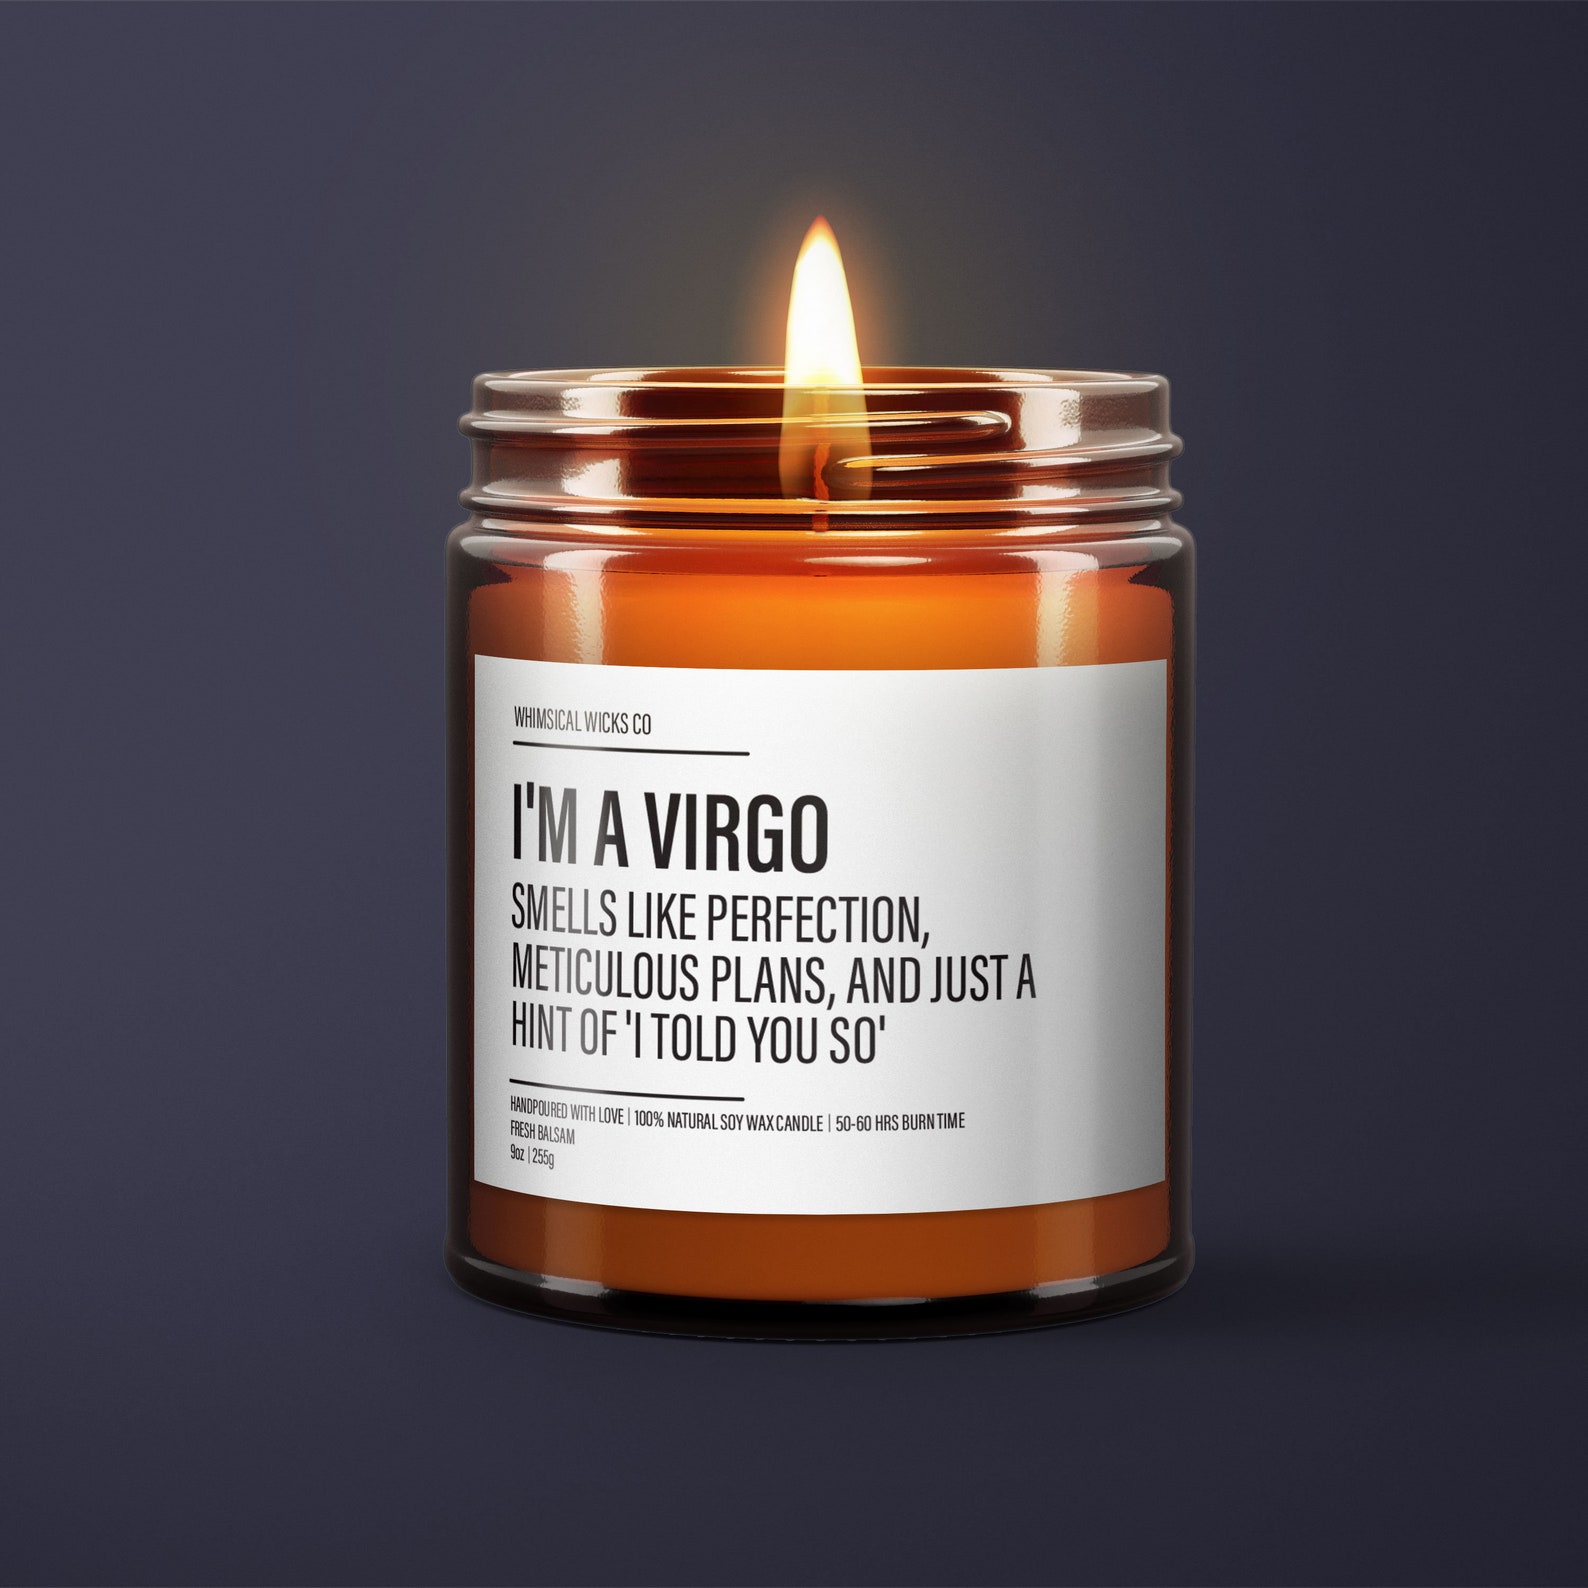 WHIMSICAL WICKS CO
I'M A VIRGO
SMELLS LIKE PERFECTION,
METICULOUS PLANS, AND JUST A
HINT OF 'I TOLD YOU SO'
HANDPOURED WITH LOVE | 100% NATURAL SOY WAX CANDLE | 50-60 HRS BURN TIME
FRESH BALSAM
9oz | 255g